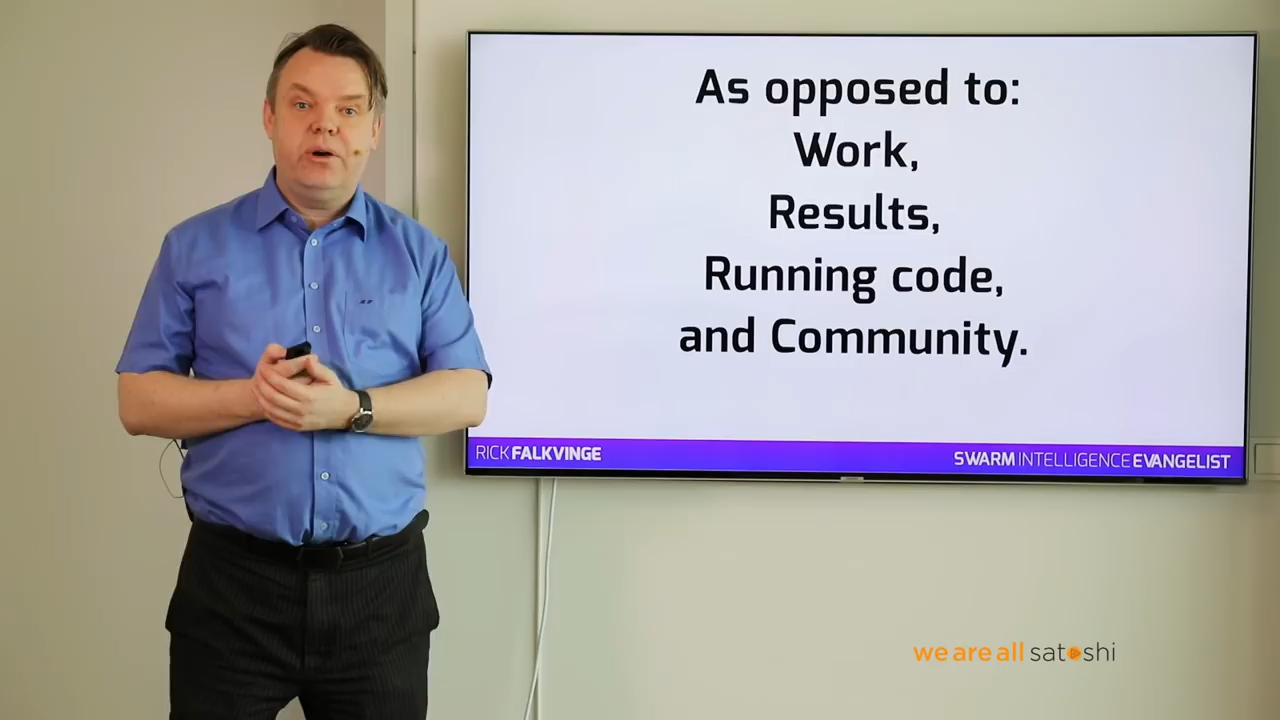 As opposed to:
Work,
Results,
Running code,
and Community.
RICK FALKVINGE
SWARM INTELLIGENCE EVANGELIST
we are all satoshi